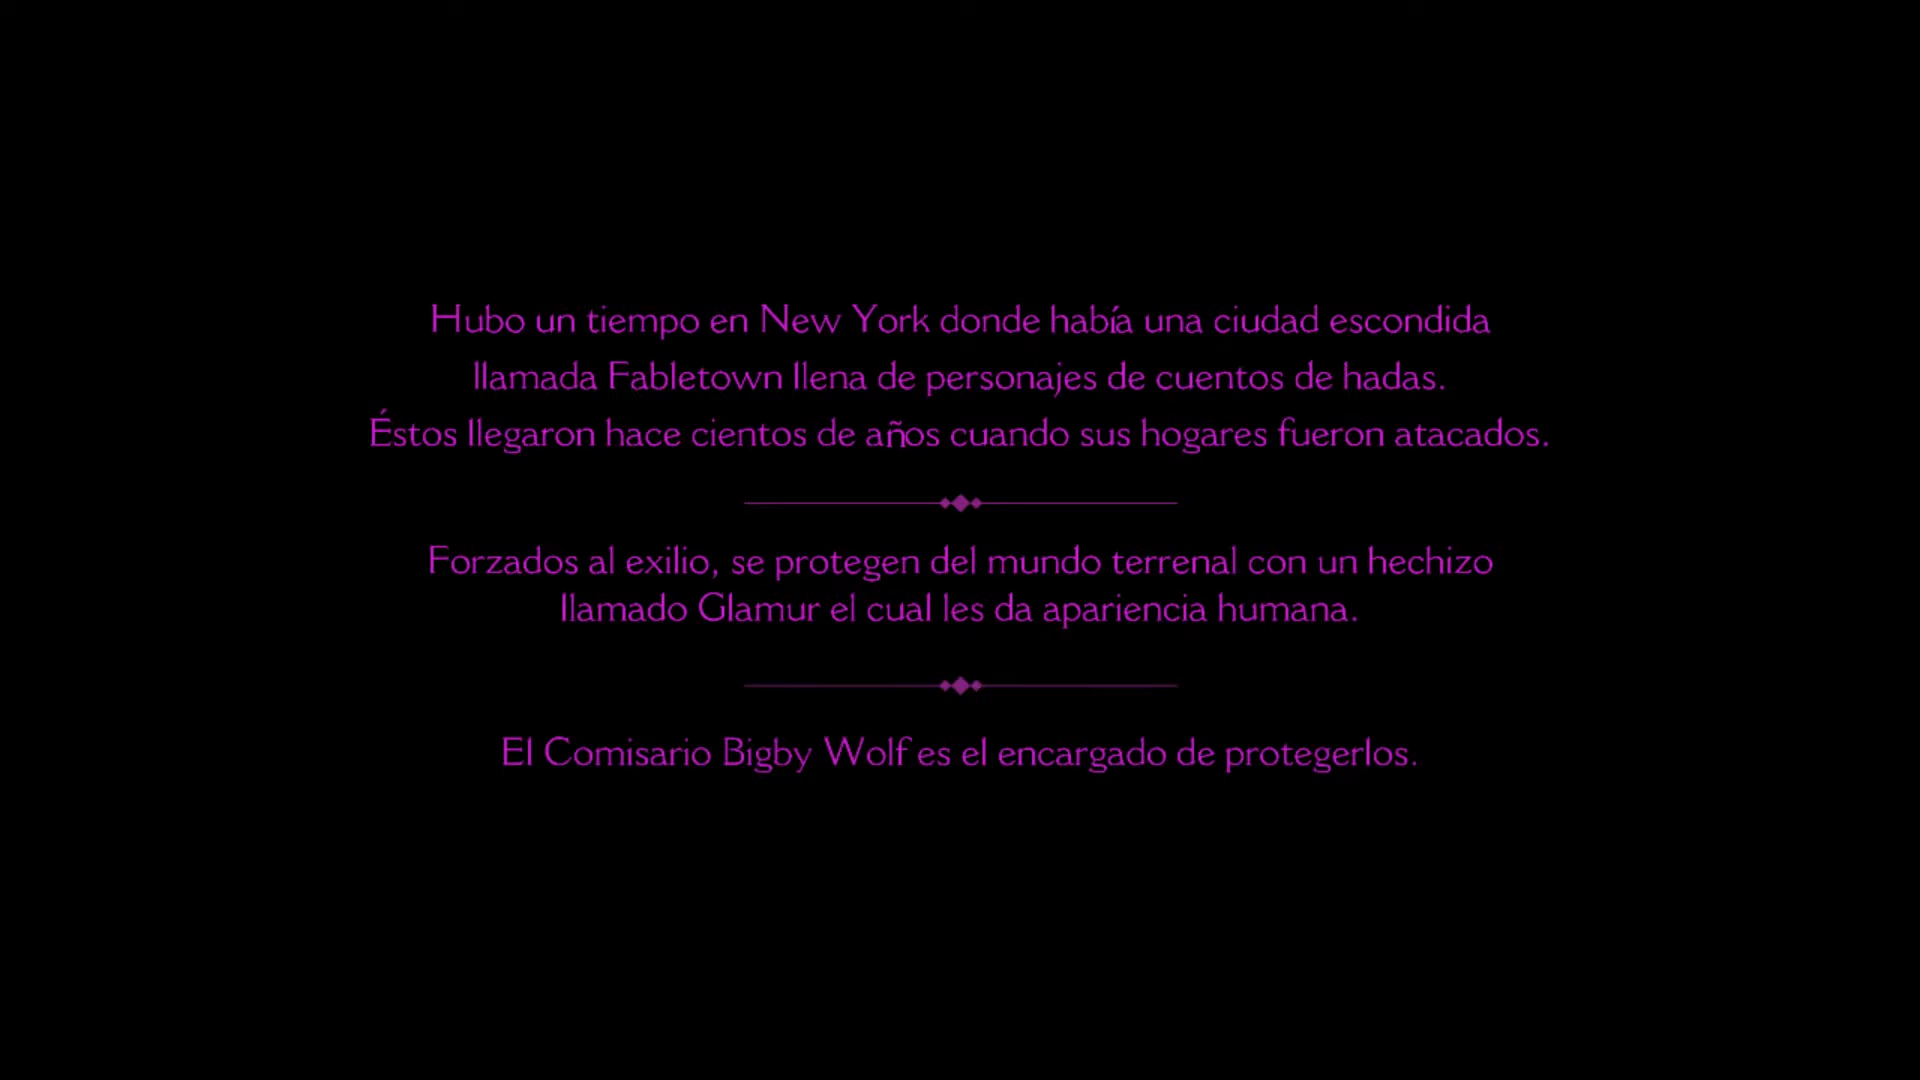 Hubo un tiempo en New York donde había una ciudad escondida
llamada Fabletown llena de personajes de cuentos de hadas.
Éstos llegaron hace cientos de años cuando sus hogares fueron atacados.
Forzados al exilio, se protegen del mundo terrenal con un hechizo
llamado Glamur el cual les da apariencia humana.
El Comisario Bigby Wolf es el encargado de protegerlos.